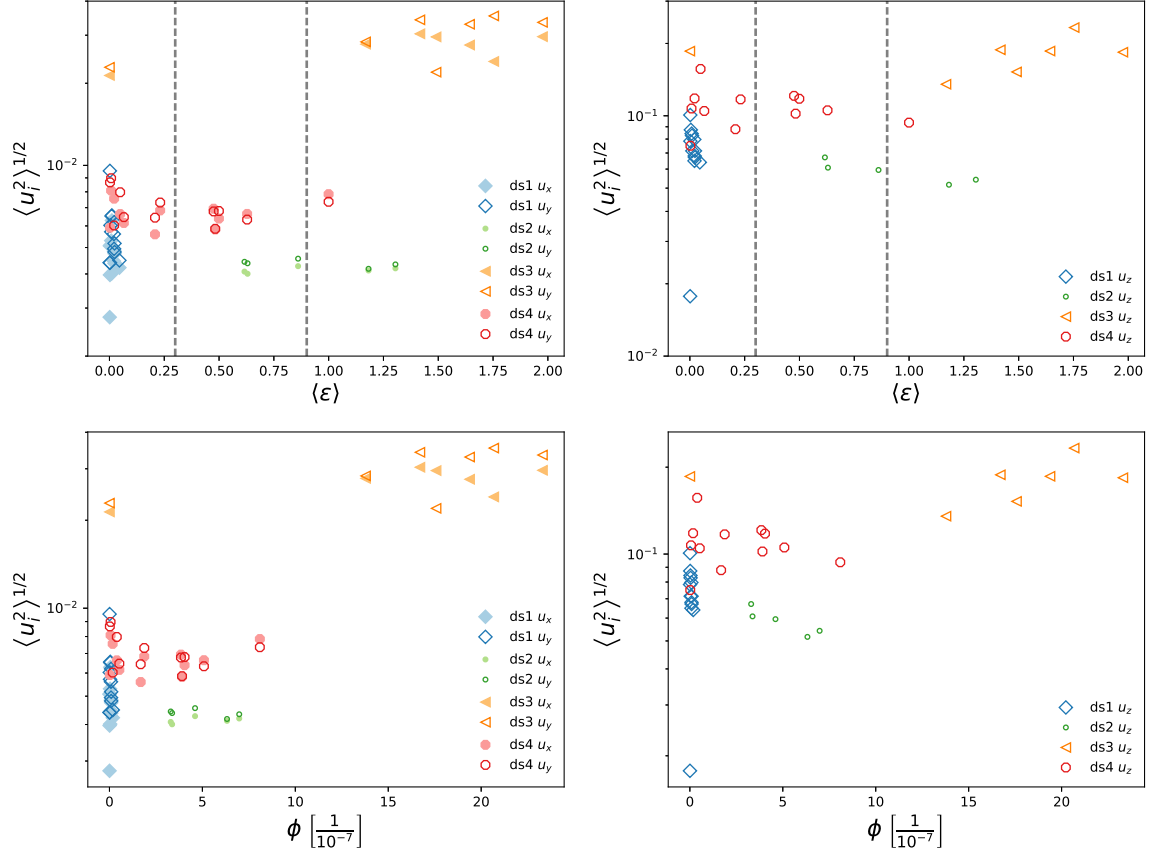 ⟨u_i^2⟩^{1/2}
10^{-2}
ds1 u_x
ds1 u_y
ds2 u_x
ds2 u_y
ds3 u_x
ds3 u_y
ds4 u_x
ds4 u_y
0.00 0.25 0.50 0.75 1.00 1.25 1.50 1.75 2.00
⟨ε⟩
⟨u_i^2⟩^{1/2}
10^{-1}
10^{-2}
ds1 u_z
ds2 u_z
ds3 u_z
ds4 u_z
0.00 0.25 0.50 0.75 1.00 1.25 1.50 1.75 2.00
⟨ε⟩
⟨u_i^2⟩^{1/2}
10^{-2}
ds1 u_x
ds1 u_y
ds2 u_x
ds2 u_y
ds3 u_x
ds3 u_y
ds4 u_x
ds4 u_y
0 5 10 15 20
ϕ [1/10^{-7}]
⟨u_i^2⟩^{1/2}
10^{-1}
ds1 u_z
ds2 u_z
ds3 u_z
ds4 u_z
0 5 10 15 20
ϕ [1/10^{-7}]